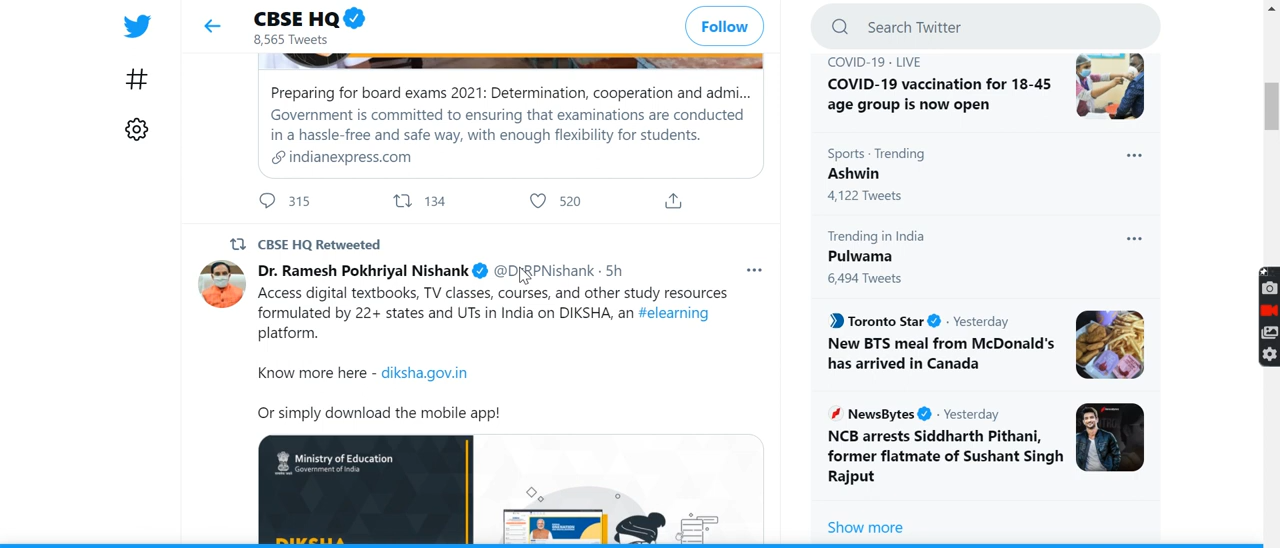 CBSE HQ
8,565 Tweets
Follow
Preparing for board exams 2021: Determination, cooperation and admi...
Government is committed to ensuring that examinations are conducted
in a hassle-free and safe way, with enough flexibility for students.
indianexpress.com
315 134 520
CBSE HQ Retweeted
Dr. Ramesh Pokhriyal Nishank @DrRPNishank · 5h
Access digital textbooks, TV classes, courses, and other study resources
formulated by 22+ states and UTs in India on DIKSHA, an #elearning
platform.
Know more here - diksha.gov.in
Or simply download the mobile app!
Ministry of Education
Government of India
DIKSHA
Search Twitter
COVID-19 · LIVE
COVID-19 vaccination for 18-45
age group is now open
Sports · Trending
Ashwin
4,122 Tweets
Trending in India
Pulwama
6,494 Tweets
Toronto Star · Yesterday
New BTS meal from McDonald's
has arrived in Canada
NewsBytes · Yesterday
NCB arrests Siddharth Pithani,
former flatmate of Sushant Singh
Rajput
Show more